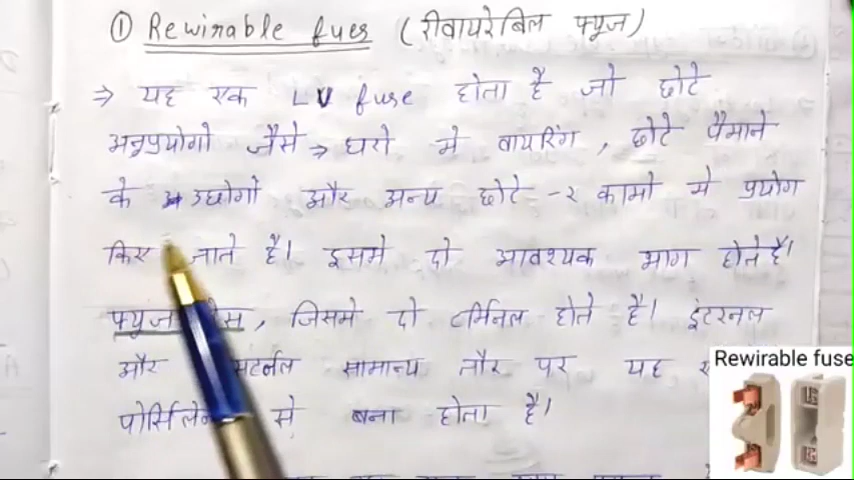 ① Rewirable fues (रीवायरेबिल फ्यूज)
⇒ यह एक LV fuse होता है जो छोटे
अनुप्रयोगो जैसे → घरो मे वायरिंग, छोटे पैमाने
के उद्योगो और अन्य छोटे -२ कामो मे प्रयोग
किए जाते है। इसमे दो आवश्यक भाग होते है।
फ्यूज, जिसमे दो टर्मिनल होते है। इंटरनल
और सामान्य तौर पर यह
Rewirable fuse
से बना होता है।